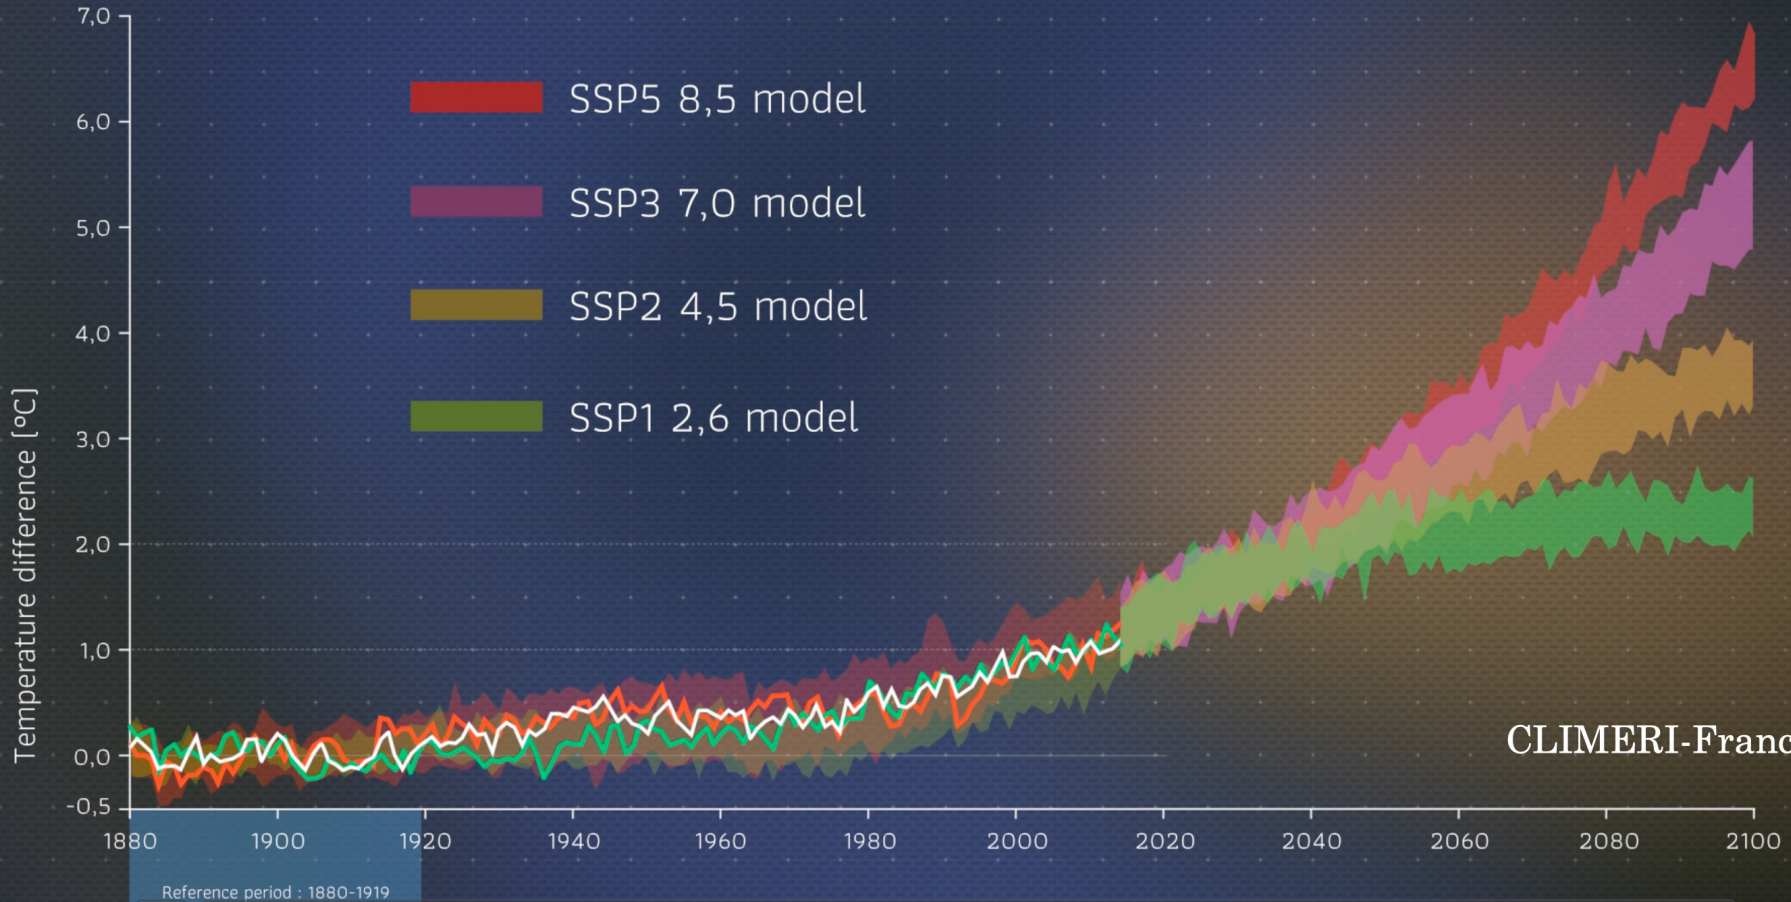 7,0
6,0
5,0
4,0
3,0
2,0
1,0
0,0
-0,5
Temperature difference [ºC]
SSP5 8,5 model
SSP3 7,0 model
SSP2 4,5 model
SSP1 2,6 model
CLIMERI-Franc
1880 1900 1920 1940 1960 1980 2000 2020 2040 2060 2080 2100
Reference period : 1880-1919